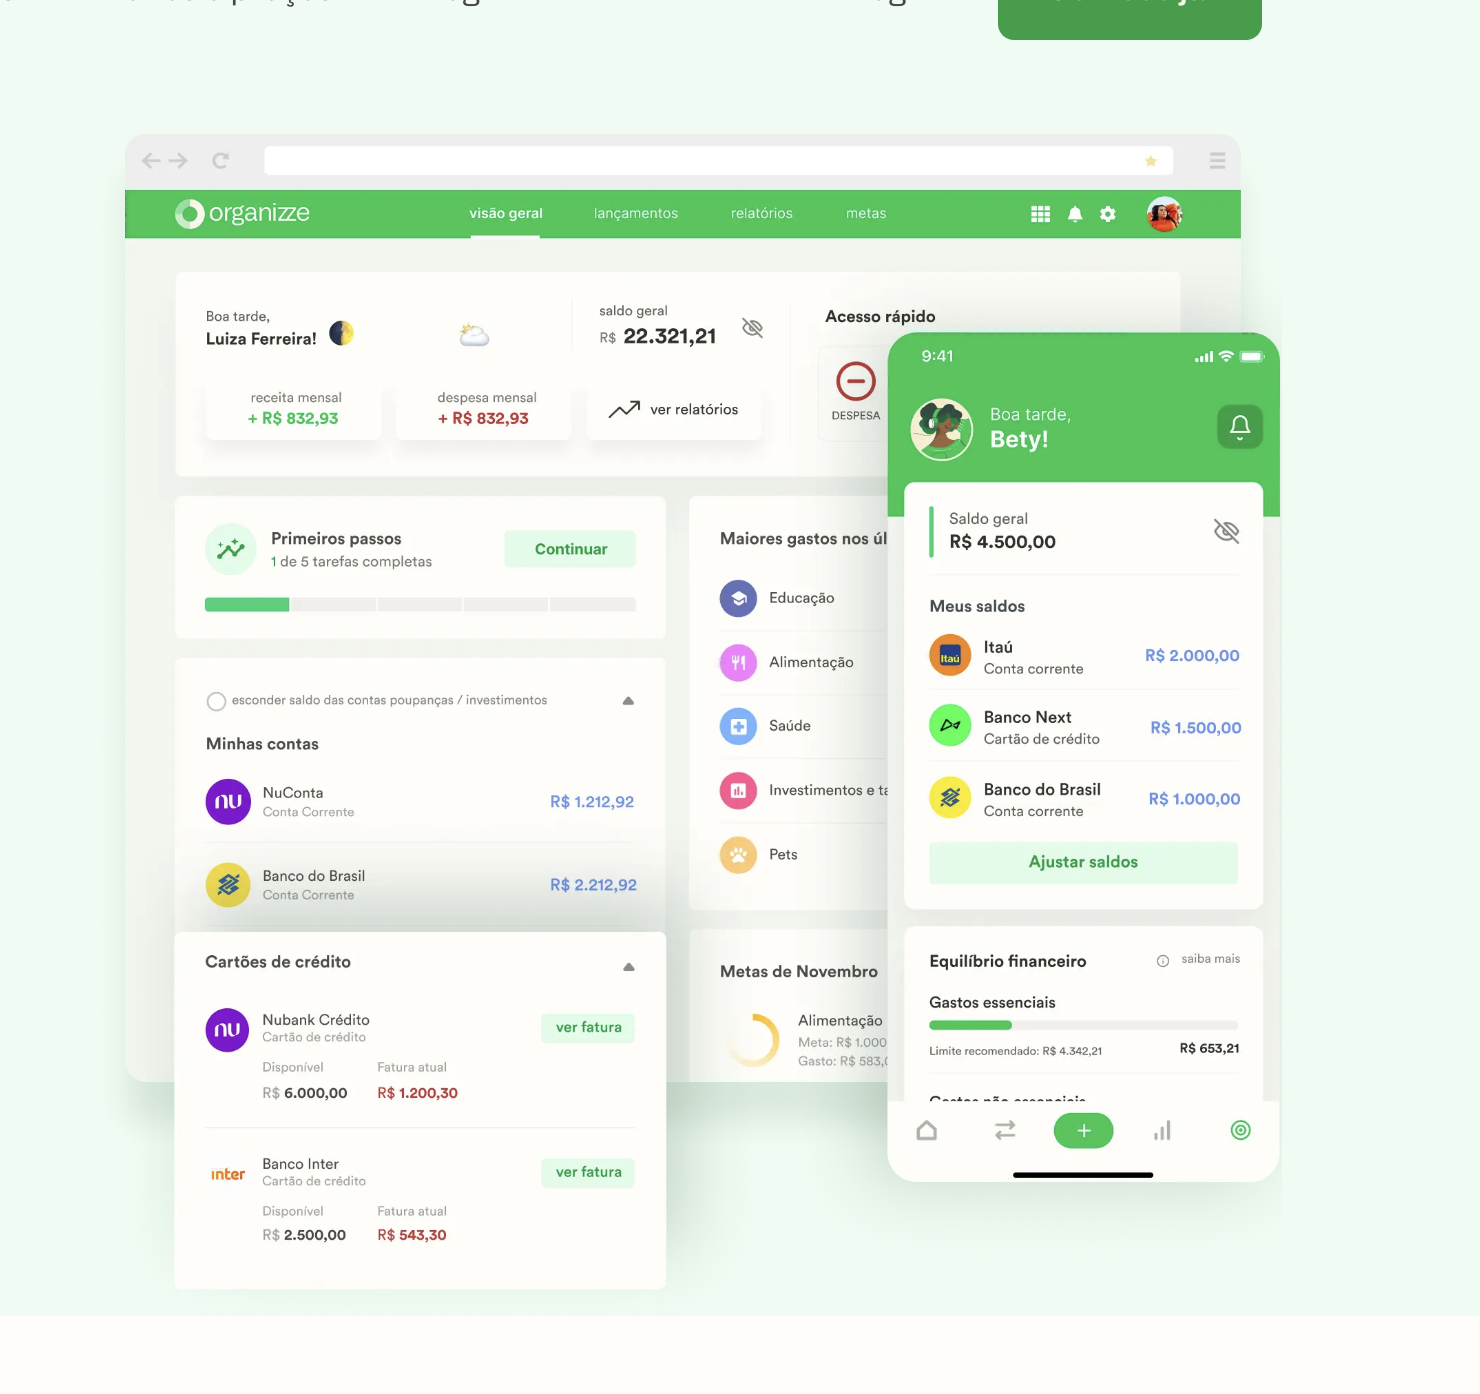 organizze
visão geral
lançamentos
relatórios
metas
Boa tarde,
Luiza Ferreira!
saldo geral
R$ 22.321,21
receita mensal
+ R$ 832,93
despesa mensal
+ R$ 832,93
ver relatórios
Acesso rápido
DESPESA
Primeiros passos
1 de 5 tarefas completas
Continuar
esconder saldo das contas poupanças / investimentos
Minhas contas
NuConta
Conta Corrente
R$ 1.212,92
Banco do Brasil
Conta Corrente
R$ 2.212,92
Cartões de crédito
nu
Nubank Crédito
Cartão de crédito
ver fatura
Disponível
Fatura atual
R$ 6.000,00
R$ 1.200,30
inter
Banco Inter
Cartão de crédito
ver fatura
Disponível
Fatura atual
R$ 2.500,00
R$ 543,30
Maiores gastos nos úl
Educação
Alimentação
Saúde
Investimentos e ta
Pets
Metas de Novembro
Alimentação
Meta: R$ 1.000
Gasto: R$ 583,0
9:41
Boa tarde,
Bety!
Saldo geral
R$ 4.500,00
Meus saldos
Itaú
Itaú
Conta corrente
R$ 2.000,00
Banco Next
Cartão de crédito
R$ 1.500,00
Banco do Brasil
Conta corrente
R$ 1.000,00
Ajustar saldos
Equilíbrio financeiro
saiba mais
Gastos essenciais
Limite recomendado: R$ 4.342,21
R$ 653,21
Gastos não essenciais